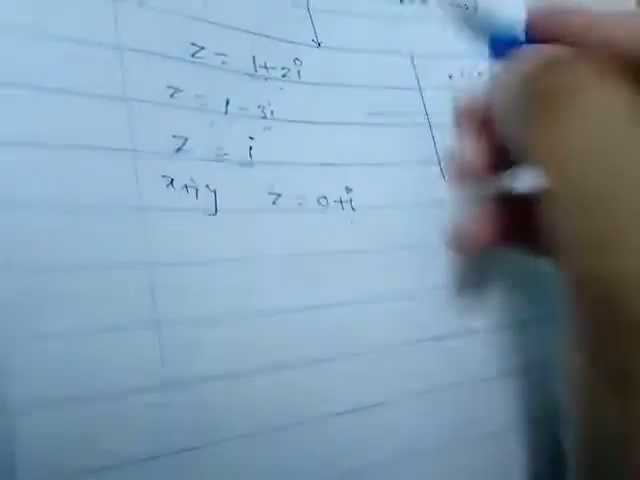 z = 1+2i
z = 1 - 3i
z = i
x+iy z = 0+i